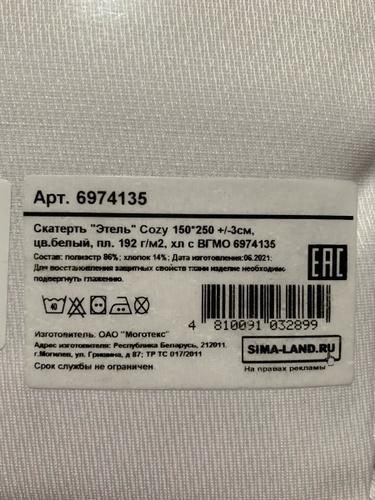 Арт. 6974135
Скатерть "Этель" Cozy 150*250 +/-3см,
цв.белый, пл. 192 г/м2, хл с ВГМО 6974135
Состав: полиэстр 86%; хлопок 14% Дата изготовления:06.2021;
Для восстановления защитных свойств ткани изделие необходимо
подвергнуть глажению.
EAC
40
4 810091 032899
Изготовитель: ОАО "Моготекс"
Адрес изготовителя: Республика Беларусь, 212011,
г.Могилев, ул. Гришина, д 87; ТР ТС 017/2011
Срок службы не ограничен
SIMA-LAND.RU
На правах рекламы